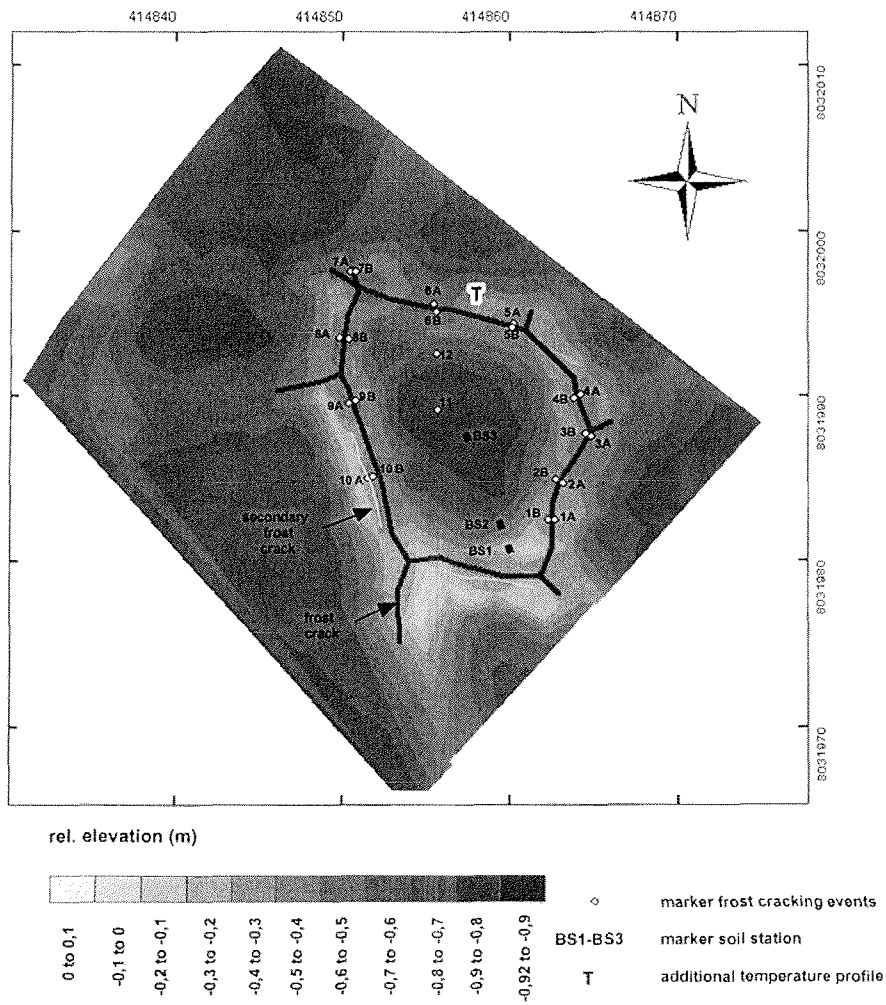 414840 414850 414860 414870
8032010
N
8032000
7A 7B
6A
T
6B
5A
5B
8A 8B
12
4A
4B
9B
9A
11
8031990
3B
BS3
3A
10 B
10 A
2B
2A
secondary
frost
crack
BS2
1B 1A
BS1
8031980
frost
crack
8031970
rel. elevation (m)
0 to 0,1
-0,1 to 0
-0,2 to -0,1
-0,3 to -0,2
-0,4 to -0,3
-0,5 to -0,4
-0,6 to -0,5
-0,7 to -0,6
-0,8 to -0,7
-0,9 to -0,8
-0,92 to -0,9
marker frost cracking events
BS1-BS3 marker soil station
T additional temperature profile